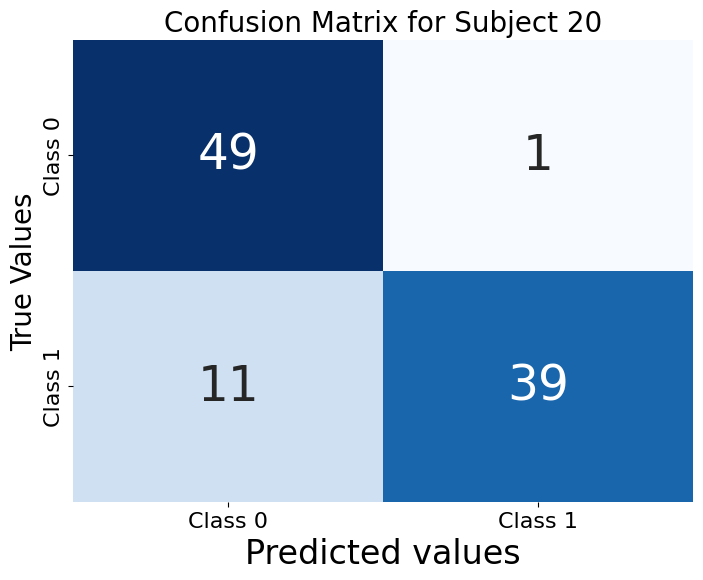 Confusion Matrix for Subject 20
True Values
Class 0
49
1
Class 1
11
39
Class 0
Class 1
Predicted values